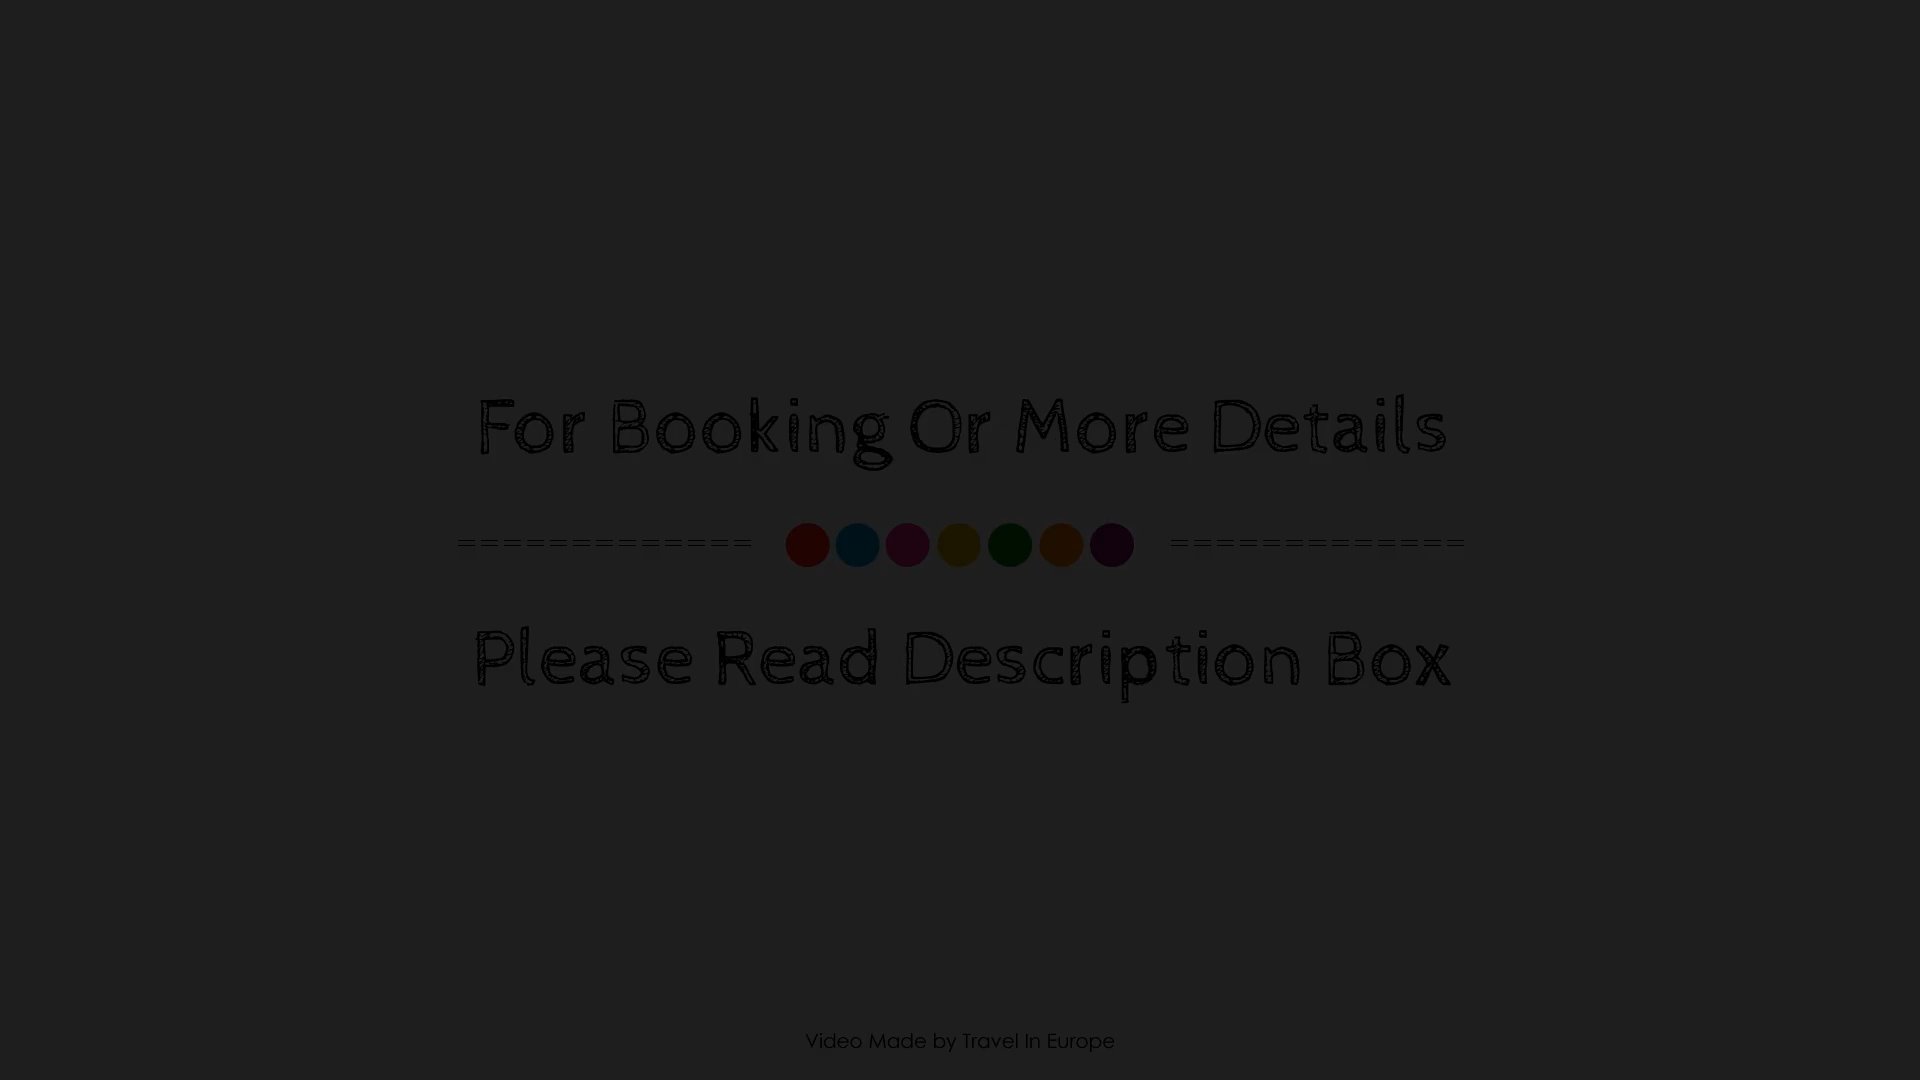 For Booking Or More Details
============= =============
Please Read Description Box
Video Made by Travel In Europe